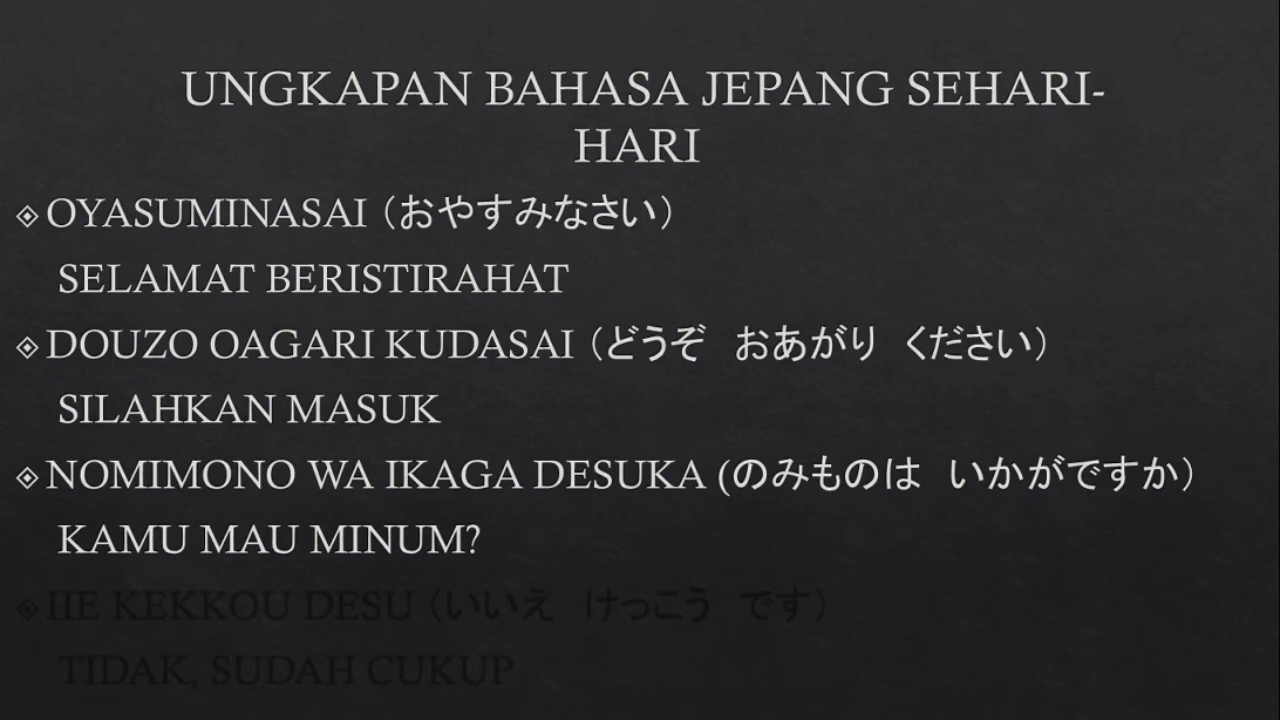 UNGKAPAN BAHASA JEPANG SEHARI-
HARI
OYASUMINASAI (おやすみなさい)
SELAMAT BERISTIRAHAT
DOUZO OAGARI KUDASAI (どうぞ　おあがり　ください)
SILAHKAN MASUK
NOMIMONO WA IKAGA DESUKA (のみものは　いかがですか)
KAMU MAU MINUM?
IIE KEKKOU DESU (いいえ　けっこう　です)
TIDAK, SUDAH CUKUP